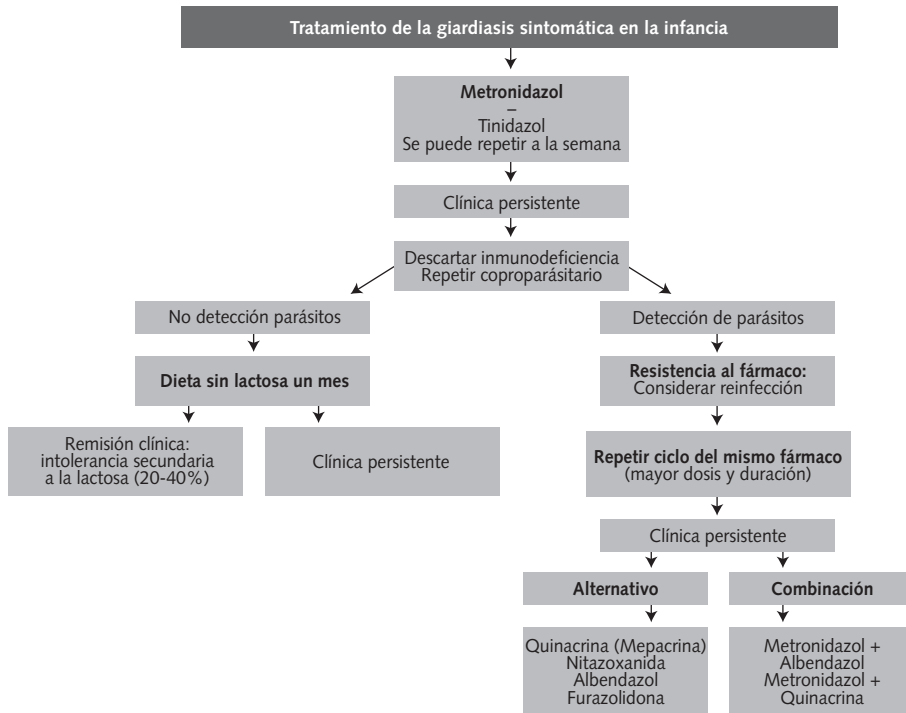 Tratamiento de la giardiasis sintomática en la infancia
Metronidazol
–
Tinidazol
Se puede repetir a la semana
Clínica persistente
Descartar inmunodeficiencia
Repetir coproparásitario
No detección parásitos
Dieta sin lactosa un mes
Remisión clínica:
intolerancia secundaria
a la lactosa (20-40%)
Clínica persistente
Detección de parásitos
Resistencia al fármaco:
Considerar reinfección
Repetir ciclo del mismo fármaco
(mayor dosis y duración)
Clínica persistente
Alternativo
Quinacrina (Mepacrina)
Nitazoxanida
Albendazol
Furazolidona
Combinación
Metronidazol +
Albendazol
Metronidazol +
Quinacrina